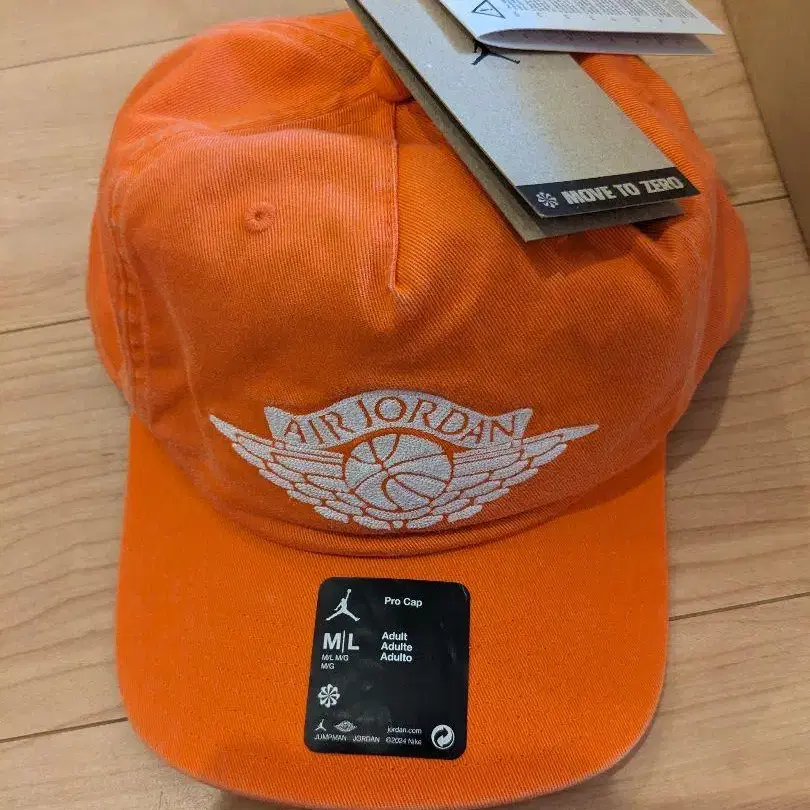 MOVE TO ZERO
AIR JORDAN
Pro Cap
M|L
Adult
Adulte
Adulto
M/L M/G
M/G
jordan.com
JUMPMAN JORDAN ©2024 Nike